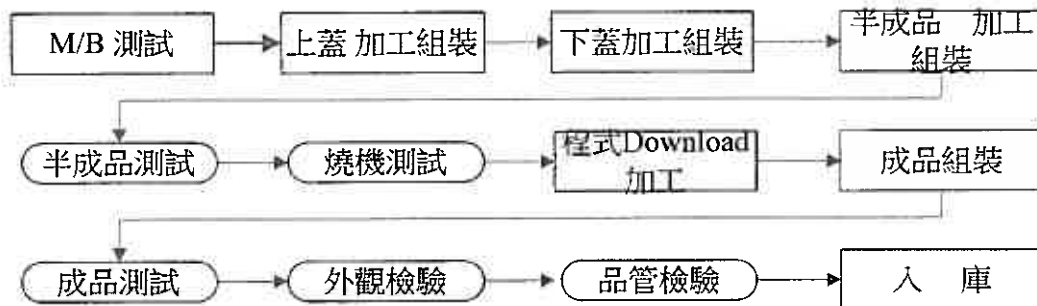 M/B 測試
上蓋 加工組裝
下蓋加工組裝
半成品 加工
組裝
半成品測試
燒機測試
程式Download
加工
成品組裝
成品測試
外觀檢驗
品管檢驗
入 庫